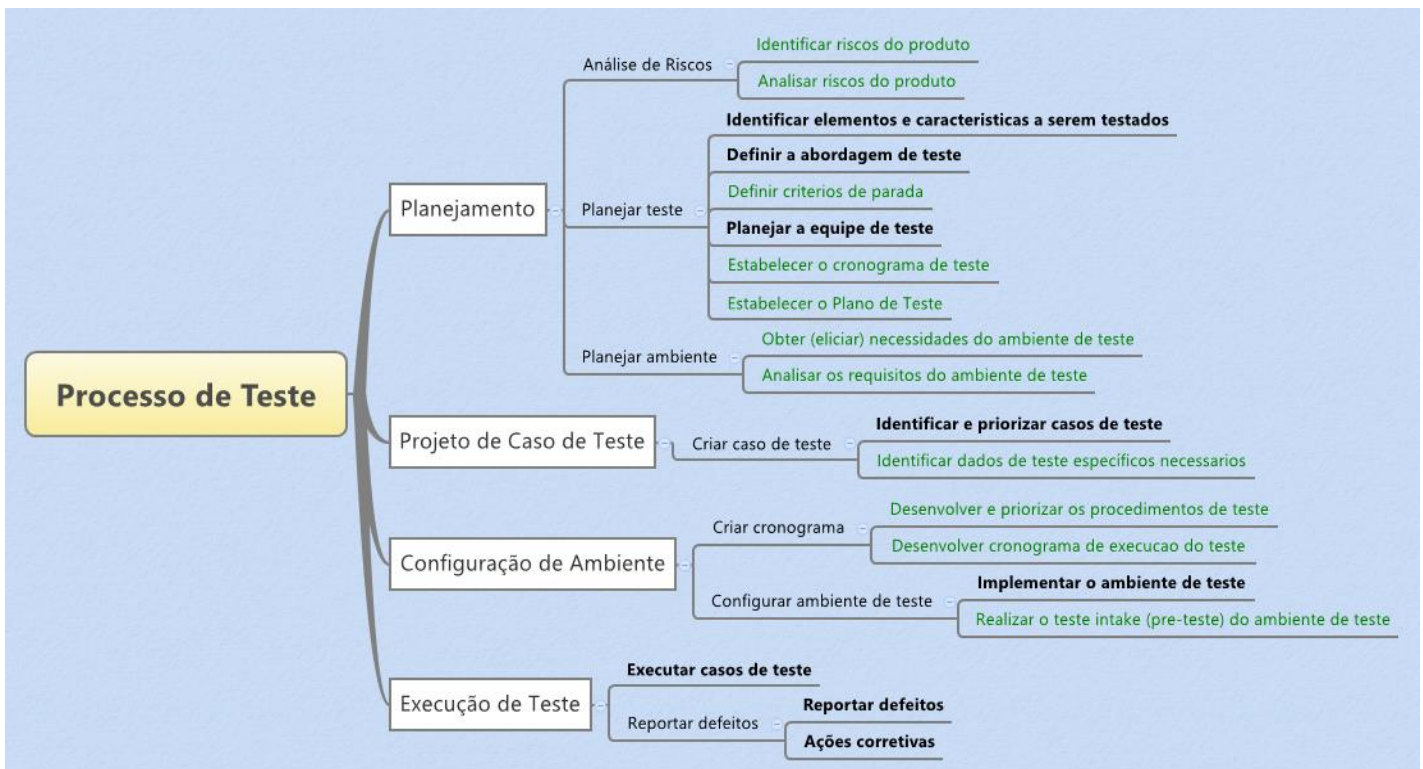 Processo de Teste
Planejamento
Análise de Riscos
Identificar riscos do produto
Analisar riscos do produto
Planejar teste
Identificar elementos e caracteristicas a serem testados
Definir a abordagem de teste
Definir criterios de parada
Planejar a equipe de teste
Estabelecer o cronograma de teste
Estabelecer o Plano de Teste
Planejar ambiente
Obter (eliciar) necessidades do ambiente de teste
Analisar os requisitos do ambiente de teste
Projeto de Caso de Teste
Criar caso de teste
Identificar e priorizar casos de teste
Identificar dados de teste específicos necessarios
Configuração de Ambiente
Criar cronograma
Desenvolver e priorizar os procedimentos de teste
Desenvolver cronograma de execucao do teste
Configurar ambiente de teste
Implementar o ambiente de teste
Realizar o teste intake (pre-teste) do ambiente de teste
Execução de Teste
Executar casos de teste
Reportar defeitos
Reportar defeitos
Ações corretivas